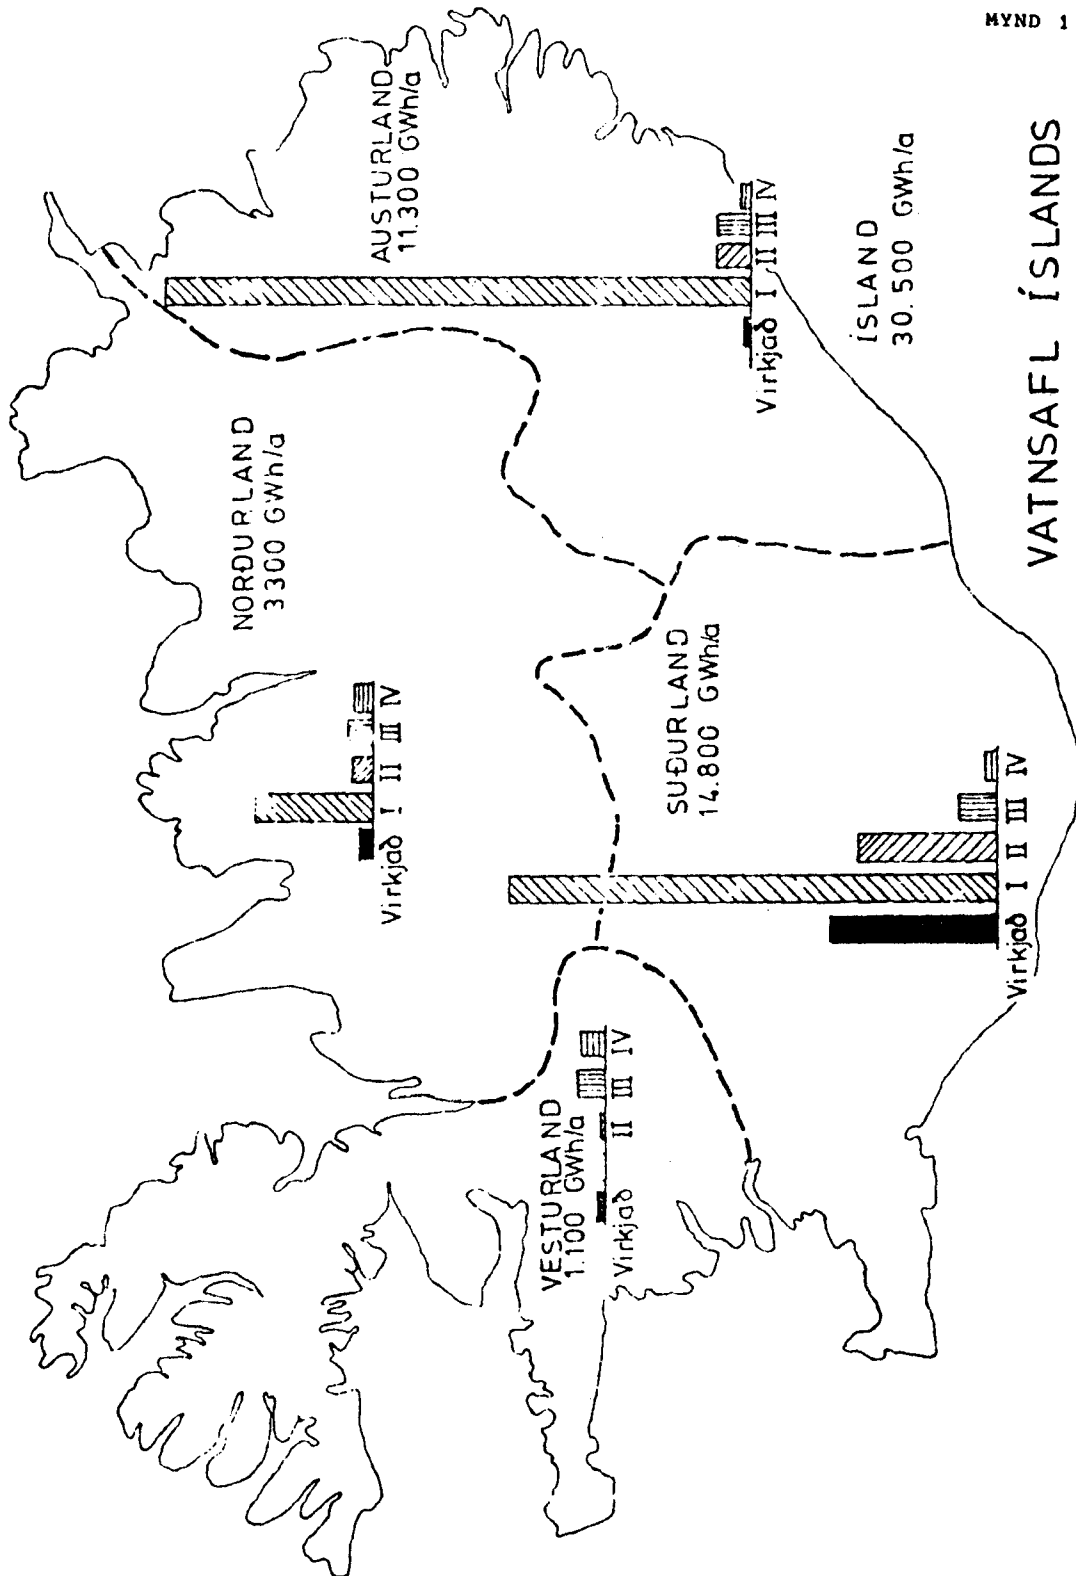 MYND 1
VATNSAFL ÍSLANDS
NORÐURLAND
3300 GWh/a
Virkjað I II III IV
AUSTURLAND
11.300 GWh/a
Virkjað I II III IV
VESTURLAND
1.100 GWh/a
Virkjað II III IV
SUÐURLAND
14.800 GWh/a
Virkjað I II III IV
ÍSLAND
30.500 GWh/a